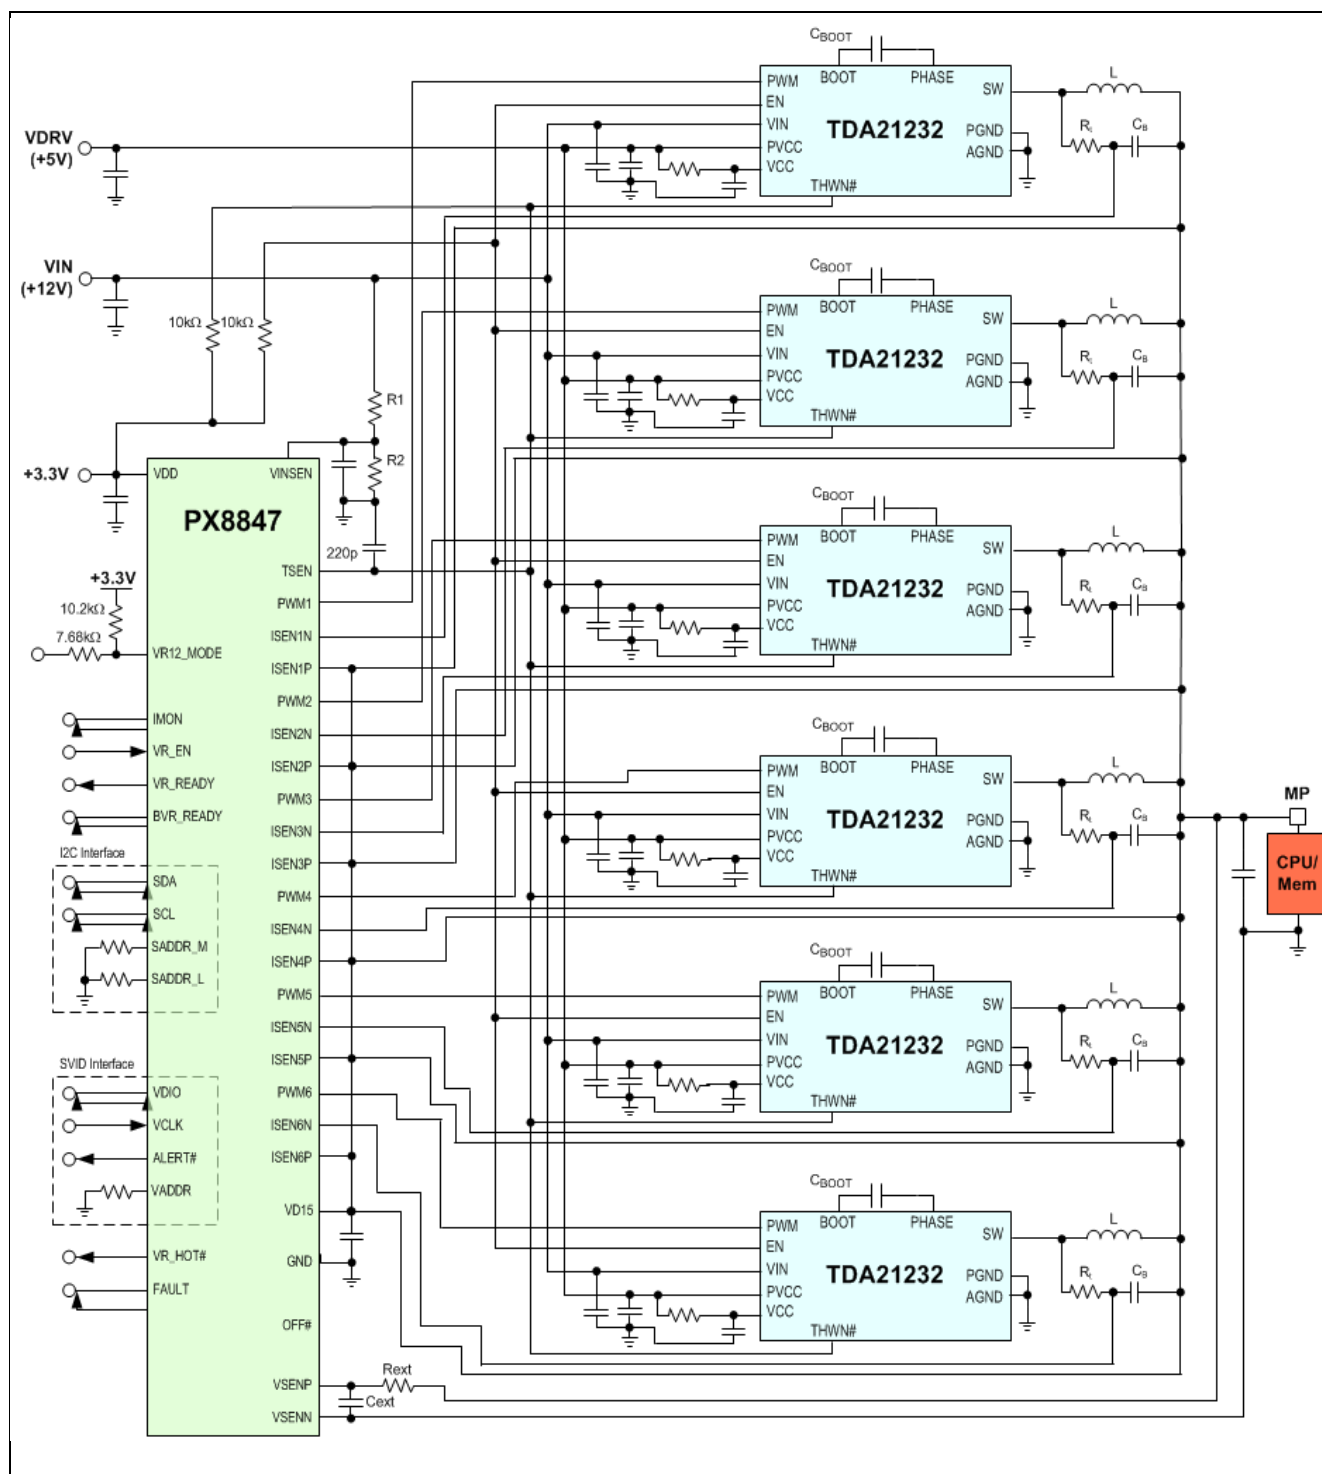 C_BOOT
PWM BOOT PHASE
EN SW L
VIN TDA21232 PGND Rt CB
PVCC AGND
VCC
THWN#
VDRV
(+5V)
VIN
(+12V)
C_BOOT
PWM BOOT PHASE
EN SW L
VIN TDA21232 PGND Rt CB
PVCC AGND
VCC
THWN#
10kΩ 10kΩ
R1
R2
+3.3V
VDD VINSEN
PX8847
220p
TSEN
C_BOOT
PWM BOOT PHASE
EN SW L
VIN TDA21232 PGND Rt CB
PVCC AGND
VCC
THWN#
+3.3V
10.2kΩ
7.68kΩ
VR12_MODE
PWM1
ISEN1N
ISEN1P
PWM2
IMON
ISEN2N
VR_EN
ISEN2P
VR_READY
PWM3
BVR_READY
ISEN3N
C_BOOT
PWM BOOT PHASE
EN SW L
VIN TDA21232 PGND Rt CB
PVCC AGND
VCC
THWN#
MP
CPU/
Mem
I2C Interface
ISEN3P
SDA
PWM4
SCL
ISEN4N
SADDR_M
ISEN4P
SADDR_L
PWM5
ISEN5N
C_BOOT
PWM BOOT PHASE
EN SW L
VIN TDA21232 PGND Rt CB
PVCC AGND
VCC
THWN#
SVID Interface
ISEN5P
VDIO
PWM6
VCLK
ISEN6N
ALERT#
ISEN6P
VADDR
VD15
VR_HOT#
GND
FAULT
OFF#
C_BOOT
PWM BOOT PHASE
EN SW L
VIN TDA21232 PGND Rt CB
PVCC AGND
VCC
THWN#
Rext
VSENP
Cext
VSENN